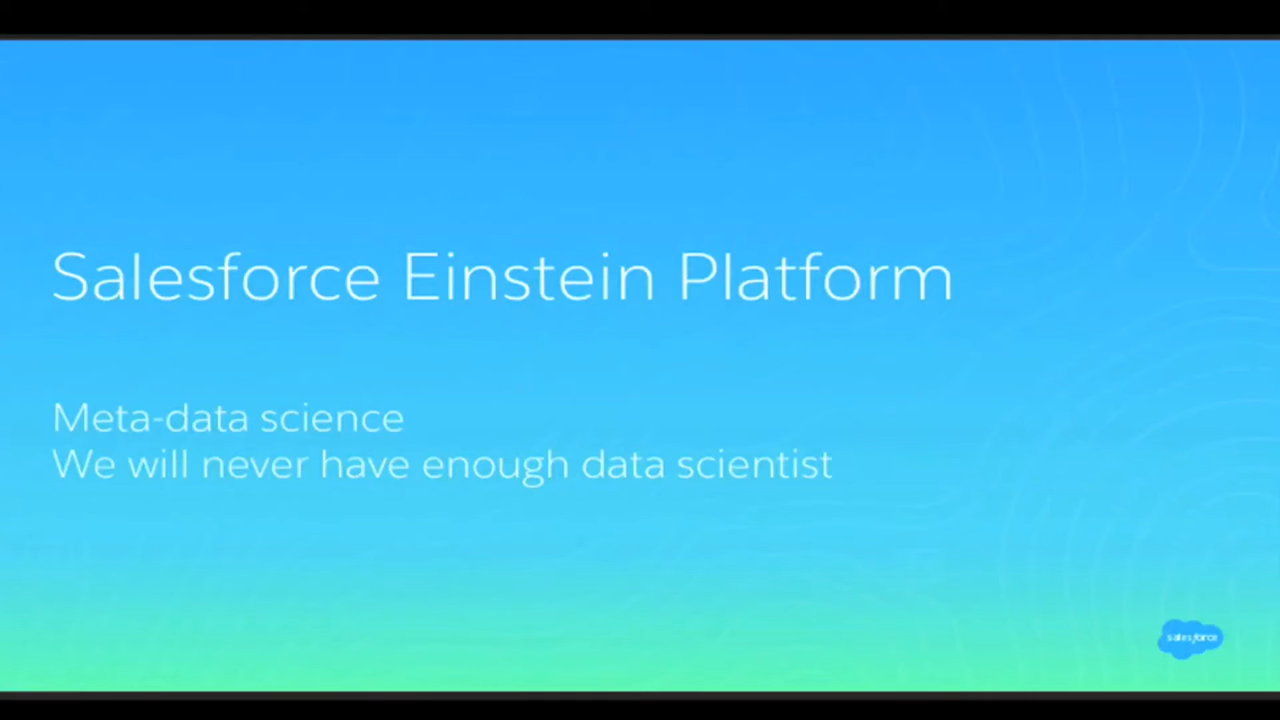 Salesforce Einstein Platform
Meta-data science
We will never have enough data scientist
salesforce